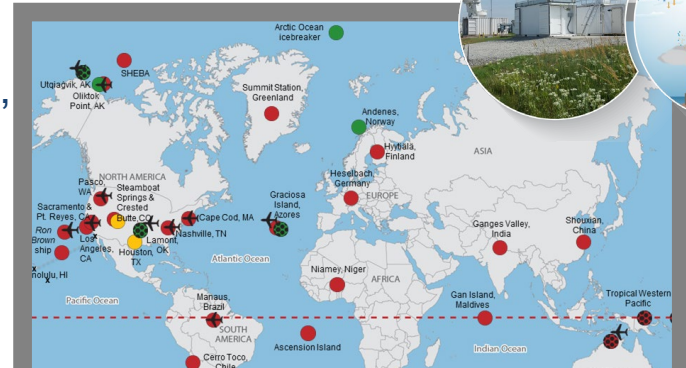 ,
Arctic Ocean
icebreaker
SHEBA
Utqiagvik, AK
Oliktok
Point, AK
Summit Station,
Greenland
Andenes,
Norway
Hyytiälä,
Finland
ASIA
NORTH AMERICA
Pasco,
WA
Steamboat
Springs &
Crested
Butte, CO
Heselbach,
Germany
EUROPE
Graciosa
Island,
Azores
Sacramento &
Pt. Reyes, CA
Cape Cod, MA
Ron
Brown
ship
Los
Angeles,
CA
Lamont,
OK
Nashville, TN
Houston,
TX
Ganges Valley,
India
Shouxian,
China
Atlantic Ocean
nolulu, HI
Niamey, Niger
AFRICA
Pacific Ocean
Manaus,
Brazil
Gan Island,
Maldives
Tropical Western
Pacific
SOUTH
AMERICA
Ascension Island
Indian Ocean
Cerro Toco,
Chile